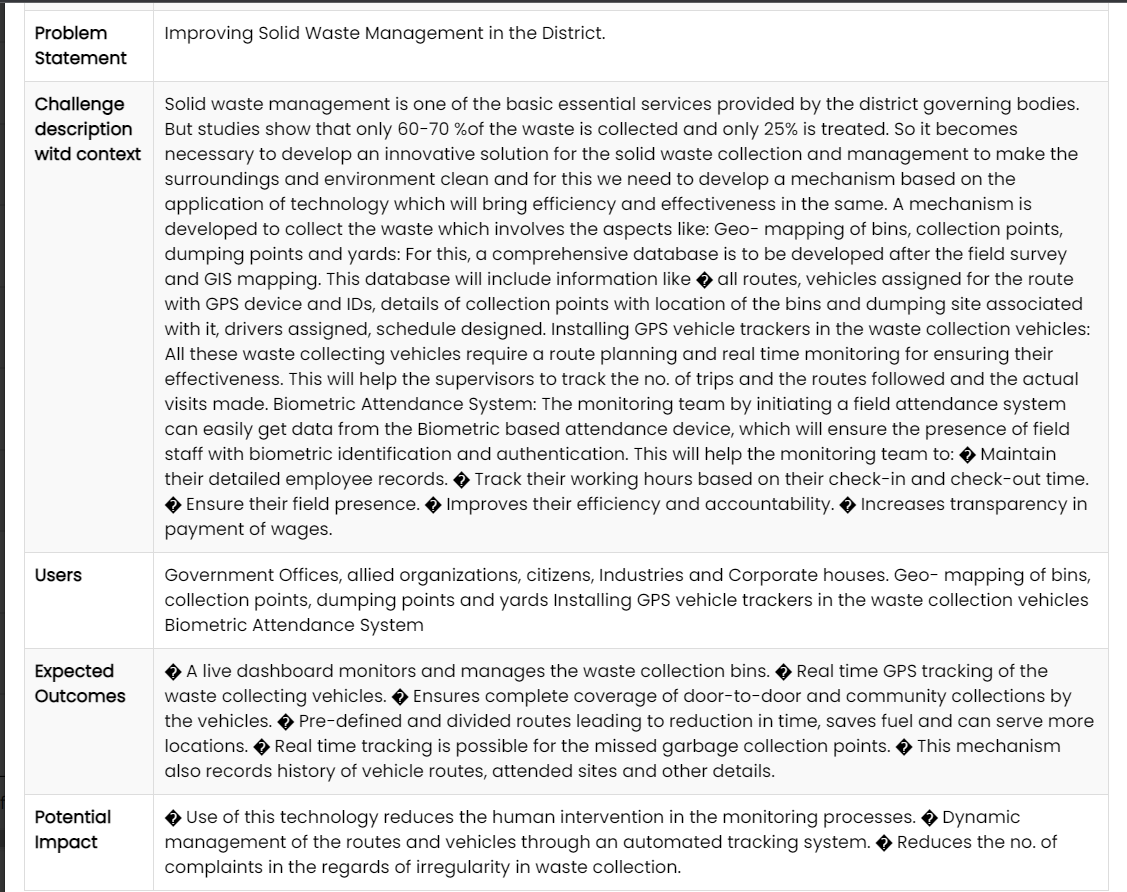 Problem Statement
Improving Solid Waste Management in the District.
Challenge description witd context
Solid waste management is one of the basic essential services provided by the district governing bodies.
But studies show that only 60-70 %of the waste is collected and only 25% is treated. So it becomes
necessary to develop an innovative solution for the solid waste collection and management to make the
surroundings and environment clean and for this we need to develop a mechanism based on the
application of technology which will bring efficiency and effectiveness in the same. A mechanism is
developed to collect the waste which involves the aspects like: Geo- mapping of bins, collection points,
dumping points and yards: For this, a comprehensive database is to be developed after the field survey
and GIS mapping. This database will include information like � all routes, vehicles assigned for the route
with GPS device and IDs, details of collection points with location of the bins and dumping site associated
with it, drivers assigned, schedule designed. Installing GPS vehicle trackers in the waste collection vehicles:
All these waste collecting vehicles require a route planning and real time monitoring for ensuring their
effectiveness. This will help the supervisors to track the no. of trips and the routes followed and the actual
visits made. Biometric Attendance System: The monitoring team by initiating a field attendance system
can easily get data from the Biometric based attendance device, which will ensure the presence of field
staff with biometric identification and authentication. This will help the monitoring team to: � Maintain
their detailed employee records. � Track their working hours based on their check-in and check-out time.
� Ensure their field presence. � Improves their efficiency and accountability. � Increases transparency in
payment of wages.
Users
Government Offices, allied organizations, citizens, Industries and Corporate houses. Geo- mapping of bins,
collection points, dumping points and yards Installing GPS vehicle trackers in the waste collection vehicles
Biometric Attendance System
Expected Outcomes
� A live dashboard monitors and manages the waste collection bins. � Real time GPS tracking of the
waste collecting vehicles. � Ensures complete coverage of door-to-door and community collections by
the vehicles. � Pre-defined and divided routes leading to reduction in time, saves fuel and can serve more
locations. � Real time tracking is possible for the missed garbage collection points. � This mechanism
also records history of vehicle routes, attended sites and other details.
Potential Impact
� Use of this technology reduces the human intervention in the monitoring processes. � Dynamic
management of the routes and vehicles through an automated tracking system. � Reduces the no. of
complaints in the regards of irregularity in waste collection.